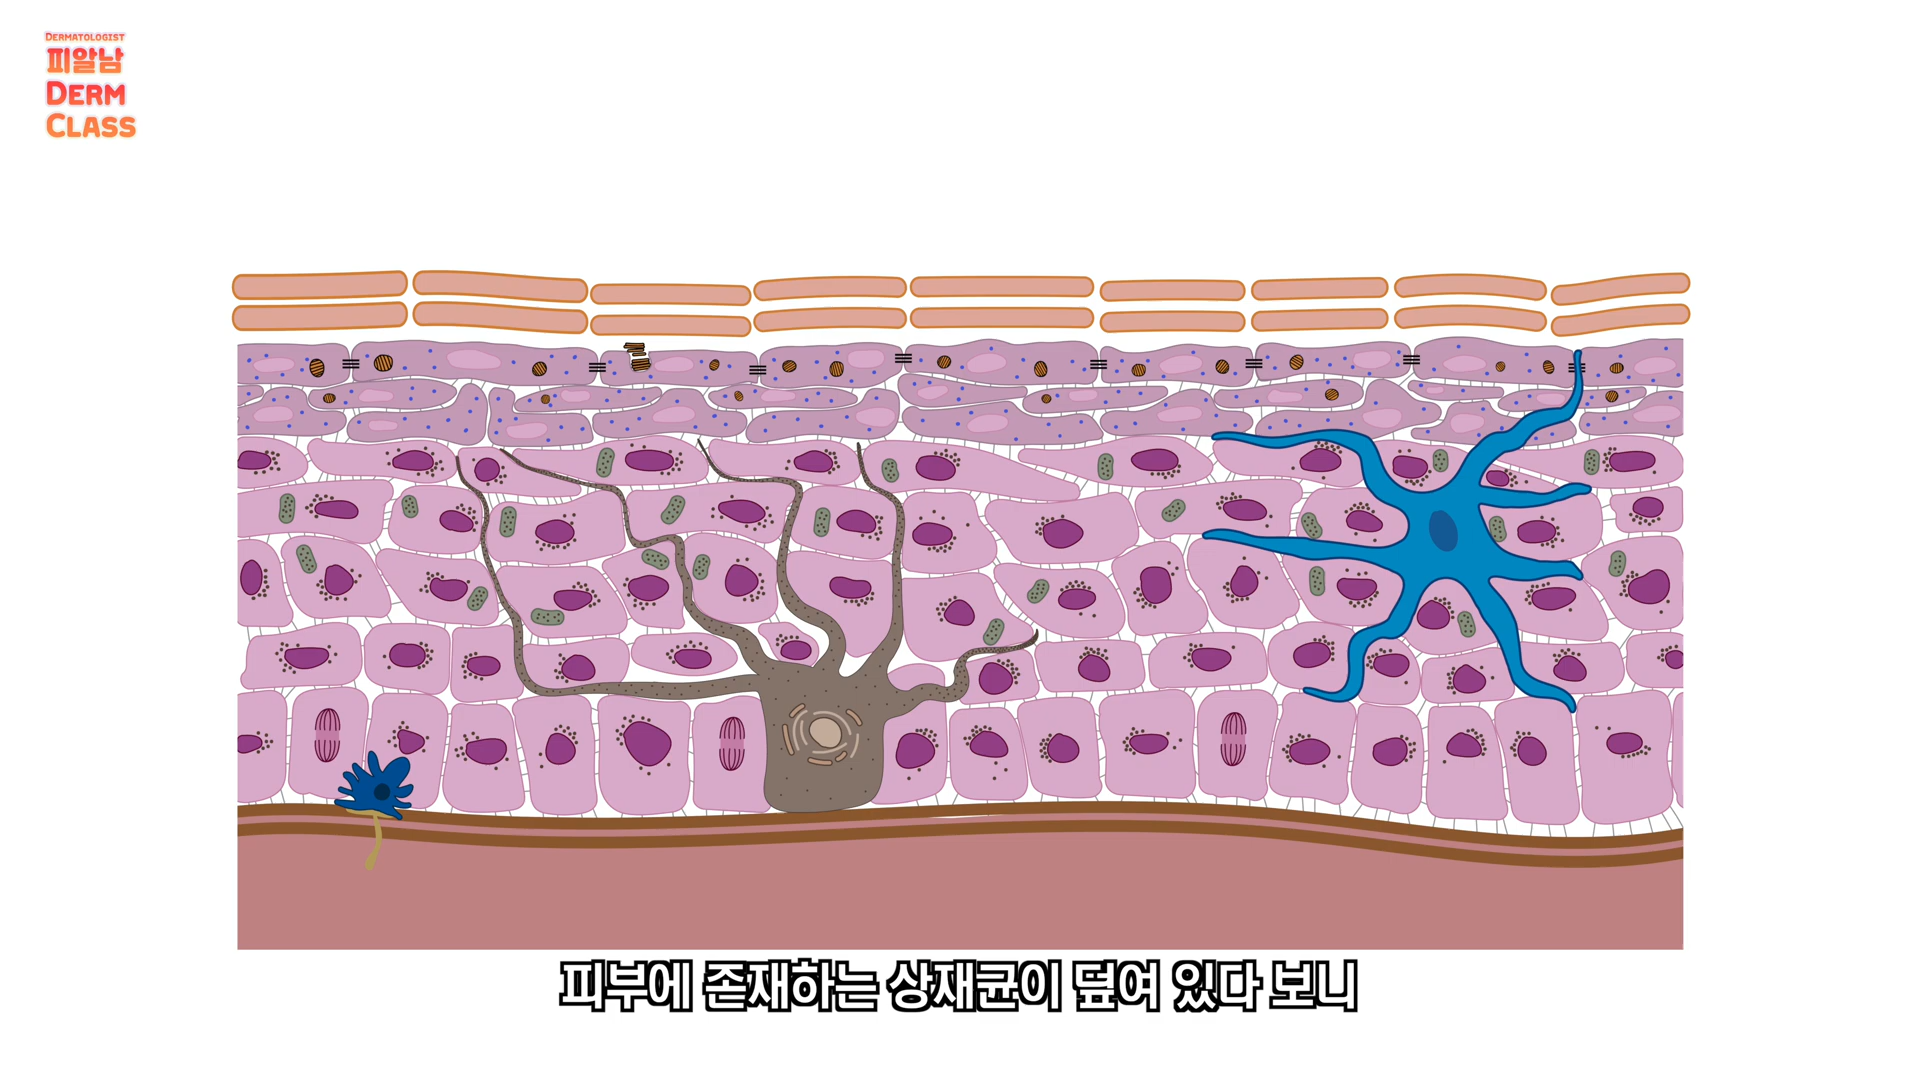 DERMATOLOGIST
피알남
DERM
CLASS
피부에 존재하는 상재균이 덮여 있다 보니